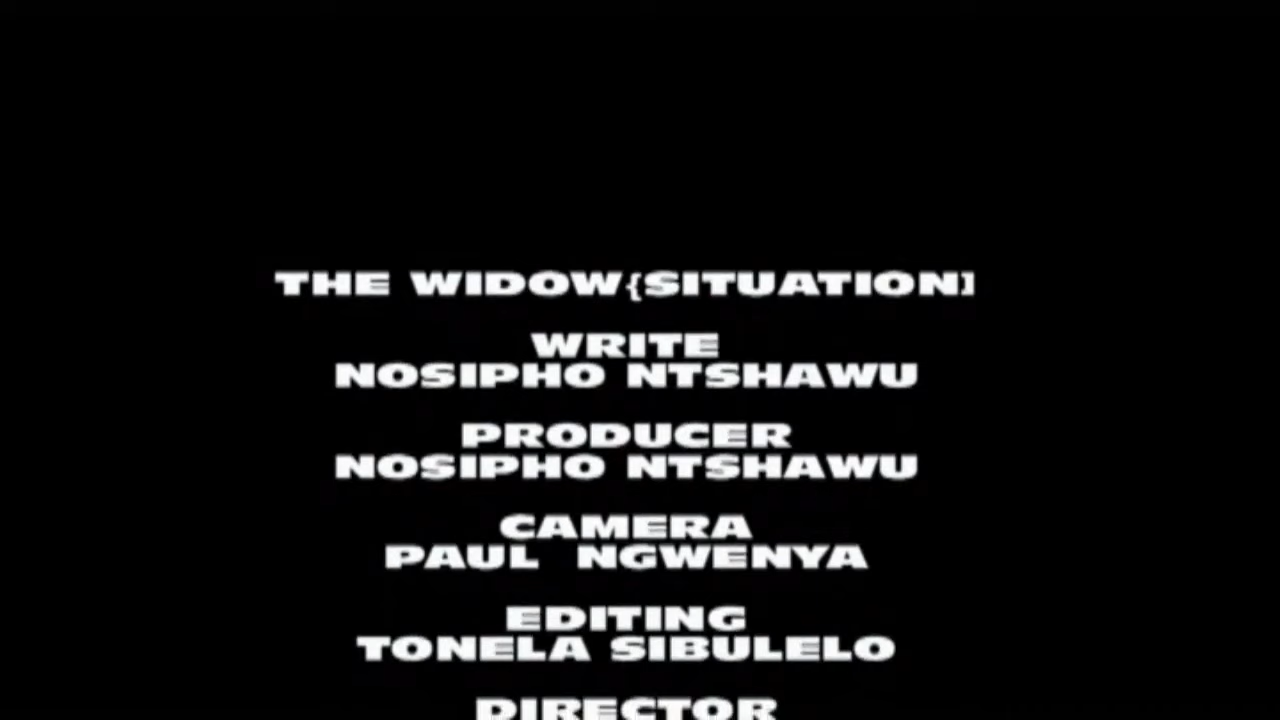 THE WIDOW{SITUATION]
WRITE
NOSIPHO NTSHAWU
PRODUCER
NOSIPHO NTSHAWU
CAMERA
PAUL NGWENYA
EDITING
TONELA SIBULELO
DIRECTOR